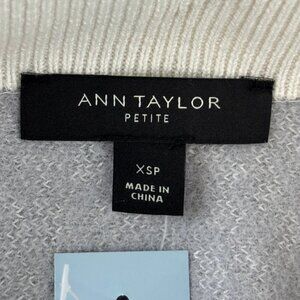 ANN TAYLOR
PETITE
XSP
MADE IN
CHINA